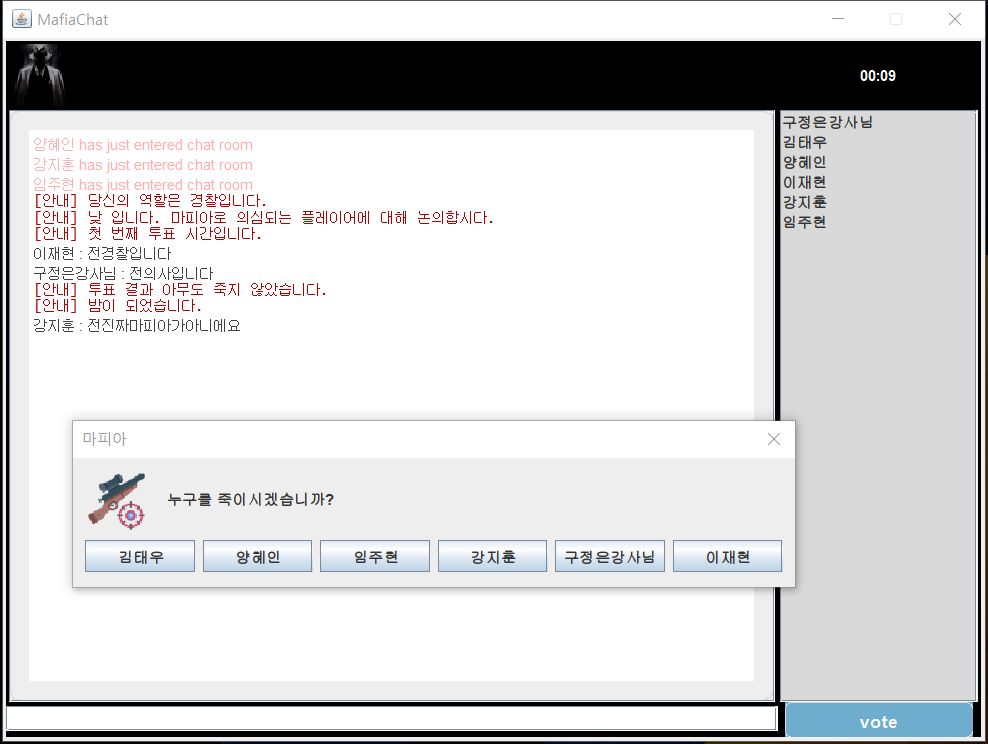 MafiaChat
00:09
양혜인 has just entered chat room
강지훈 has just entered chat room
임주현 has just entered chat room
[안내] 당신의 역할은 경찰입니다.
[안내] 낮 입니다. 마피아로 의심되는 플레이어에 대해 논의합시다.
[안내] 첫 번째 투표 시간입니다.
이재현 : 전경찰입니다
구정은강사님 : 전의사입니다
[안내] 투표 결과 아무도 죽지 않았습니다.
[안내] 밤이 되었습니다.
강지훈 : 전진짜마피아가아니에요
구정은강사님
김태우
양혜인
이재현
강지훈
임주현
마피아
누구를 죽이시겠습니까?
김태우 양혜인 임주현 강지훈 구정은강사님 이재현
vote